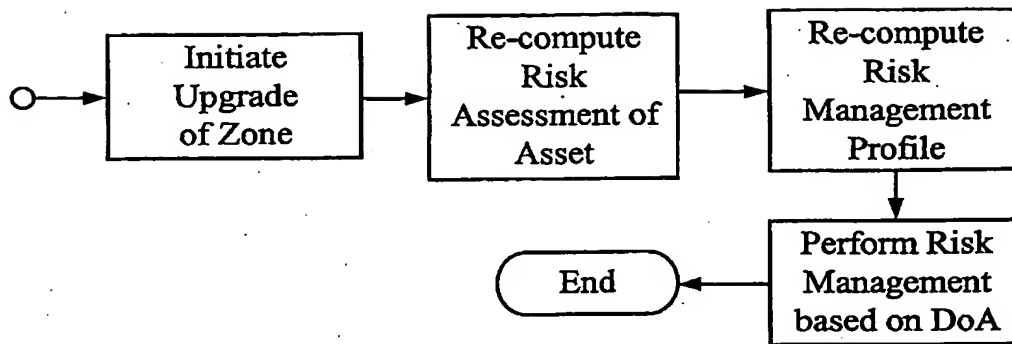 Initiate
Upgrade
of Zone
Re-compute
Risk
Assessment of
Asset
Re-compute
Risk
Management
Profile
Perform Risk
Management
based on DoA
End